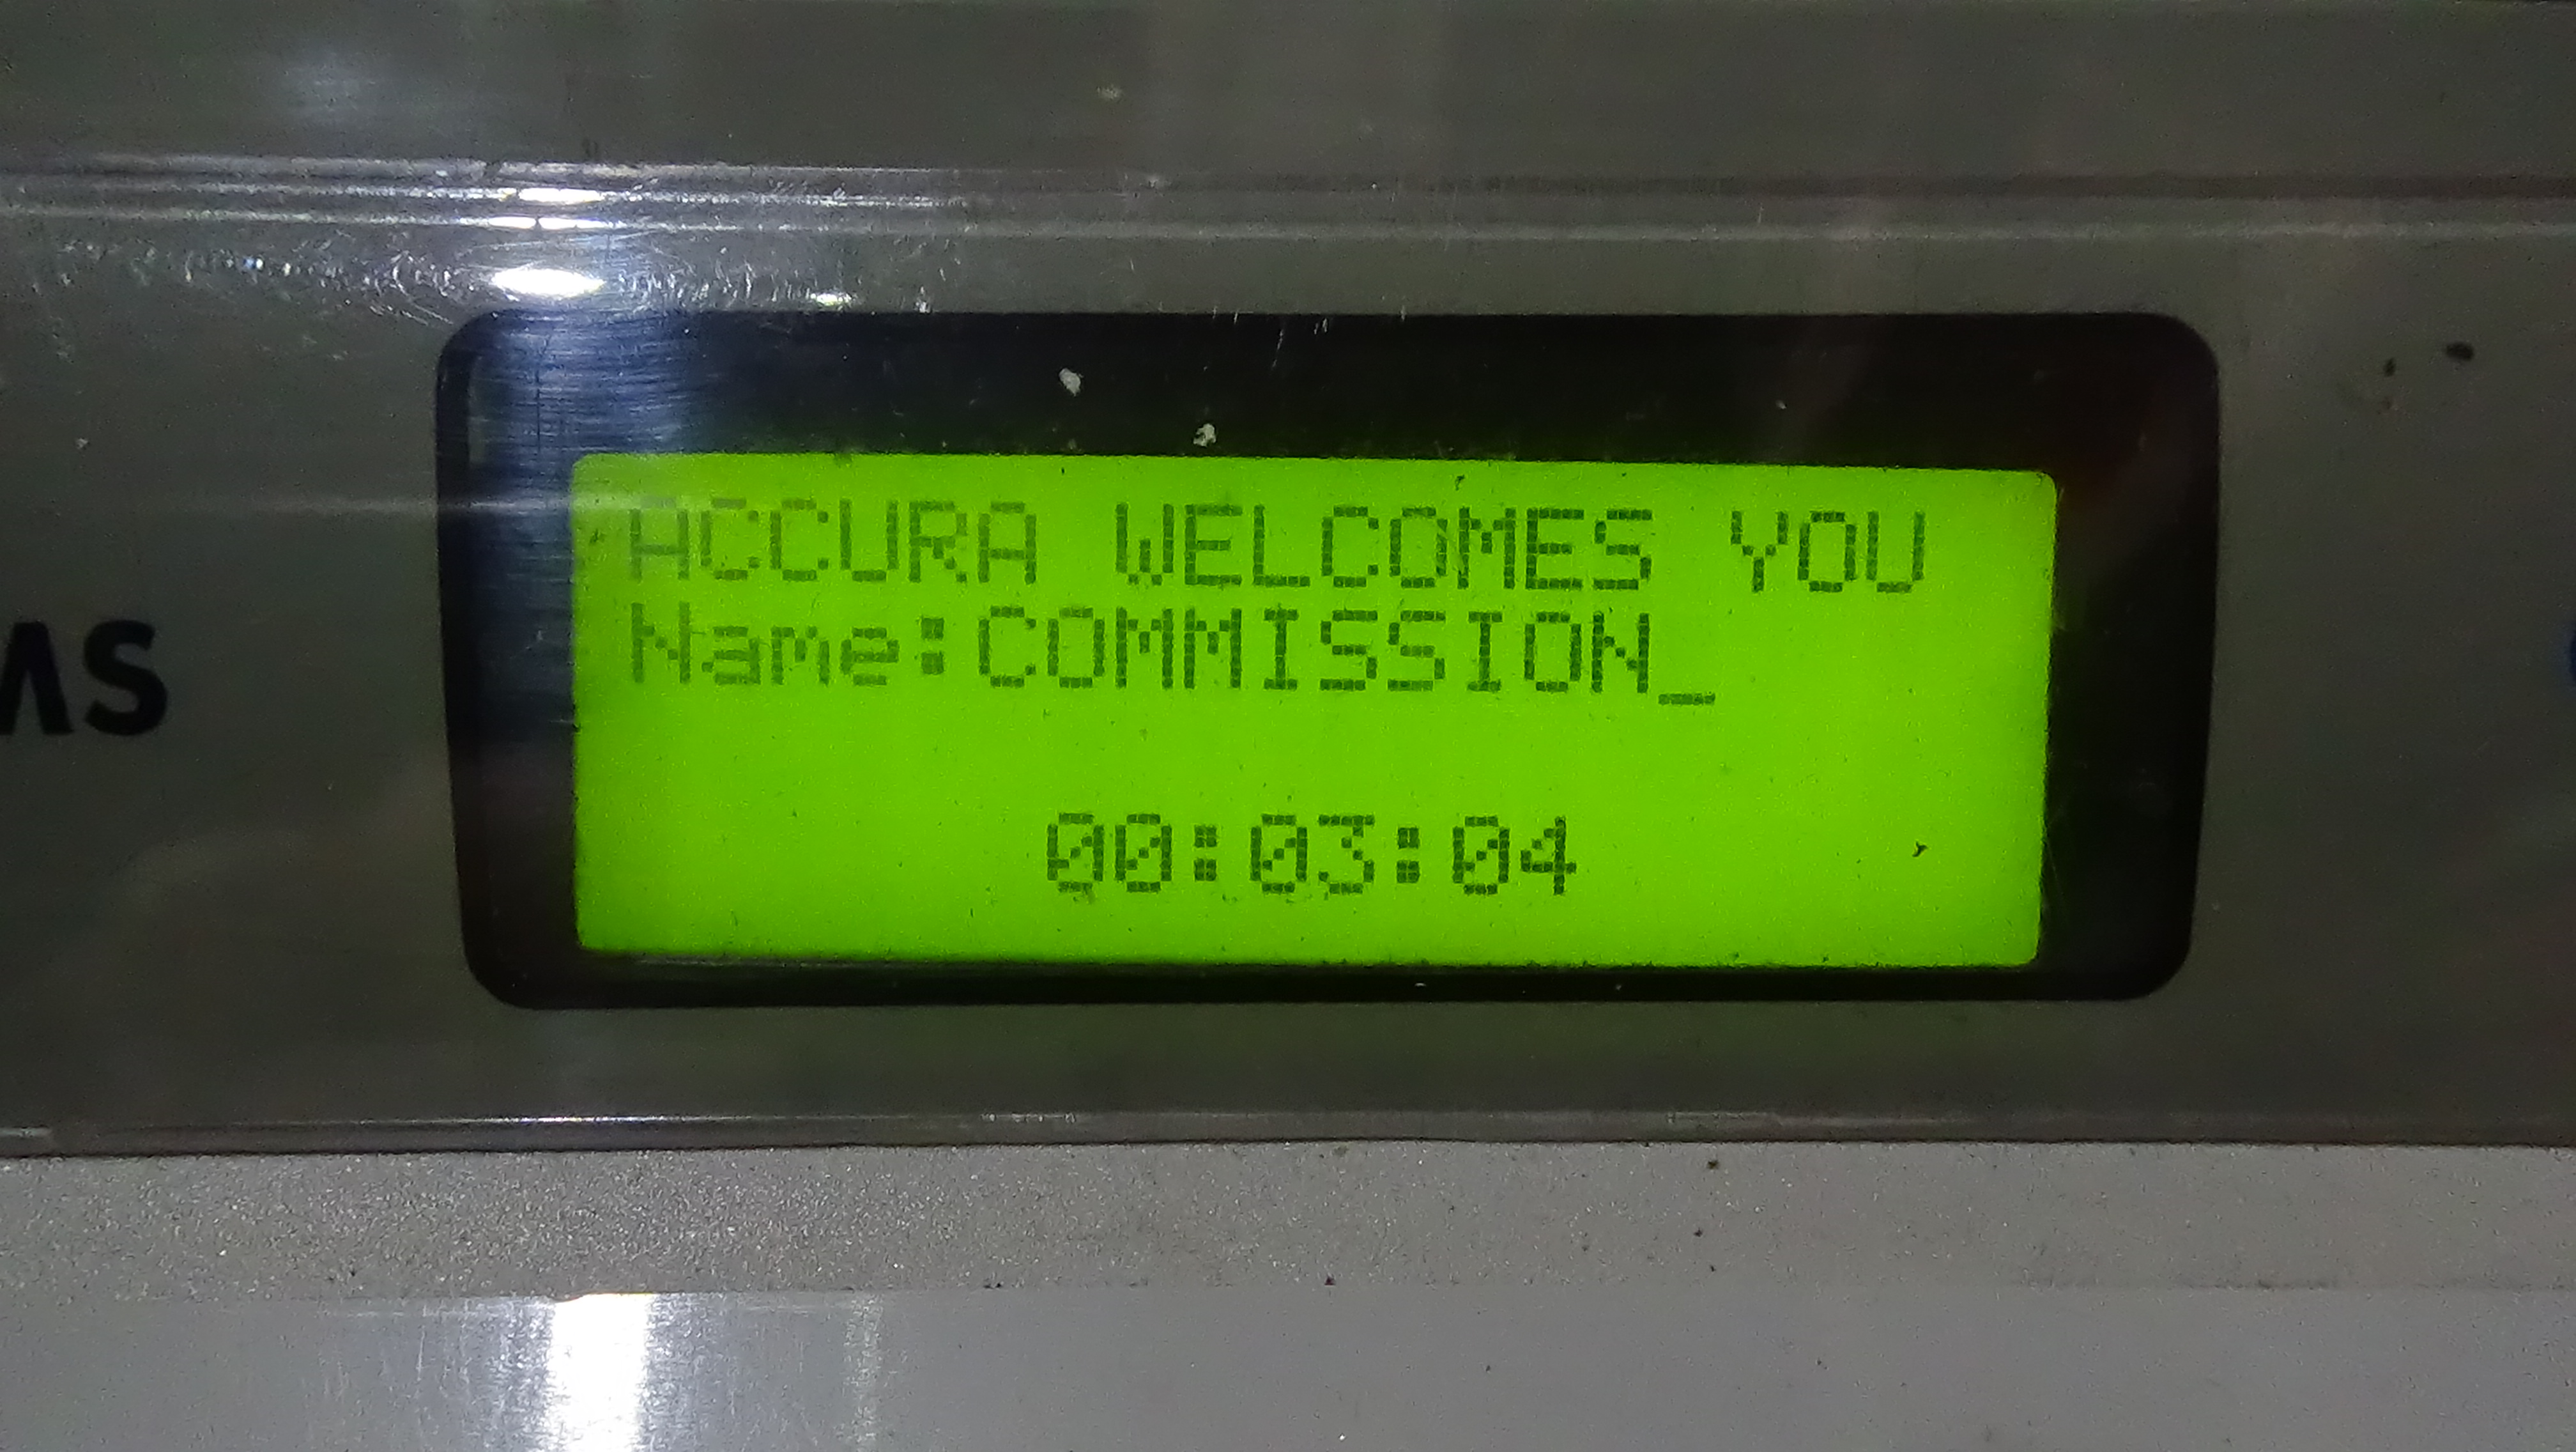 ACCURA WELCOMES YOU
Name:COMMISSION_
00:03:04